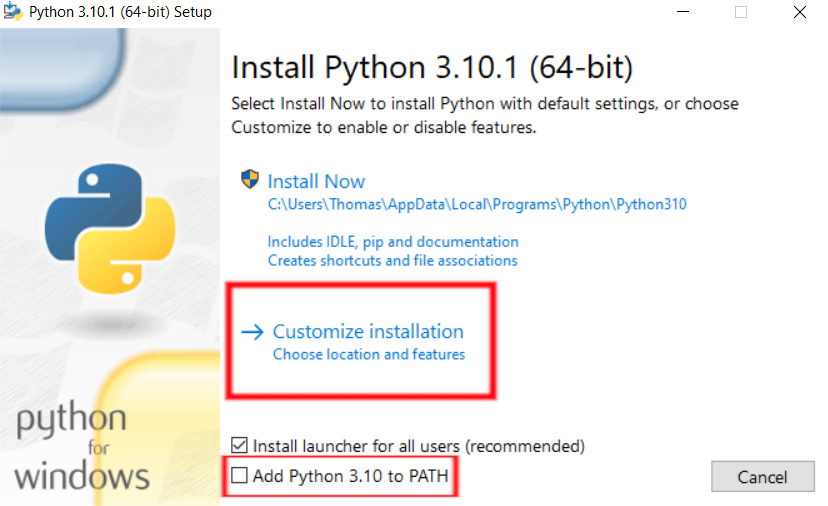 Python 3.10.1 (64-bit) Setup
Install Python 3.10.1 (64-bit)
Select Install Now to install Python with default settings, or choose
Customize to enable or disable features.
Install Now
C:\Users\Thomas\AppData\Local\Programs\Python\Python310
Includes IDLE, pip and documentation
Creates shortcuts and file associations
Customize installation
Choose location and features
Install launcher for all users (recommended)
Add Python 3.10 to PATH
Cancel
python
for
windows